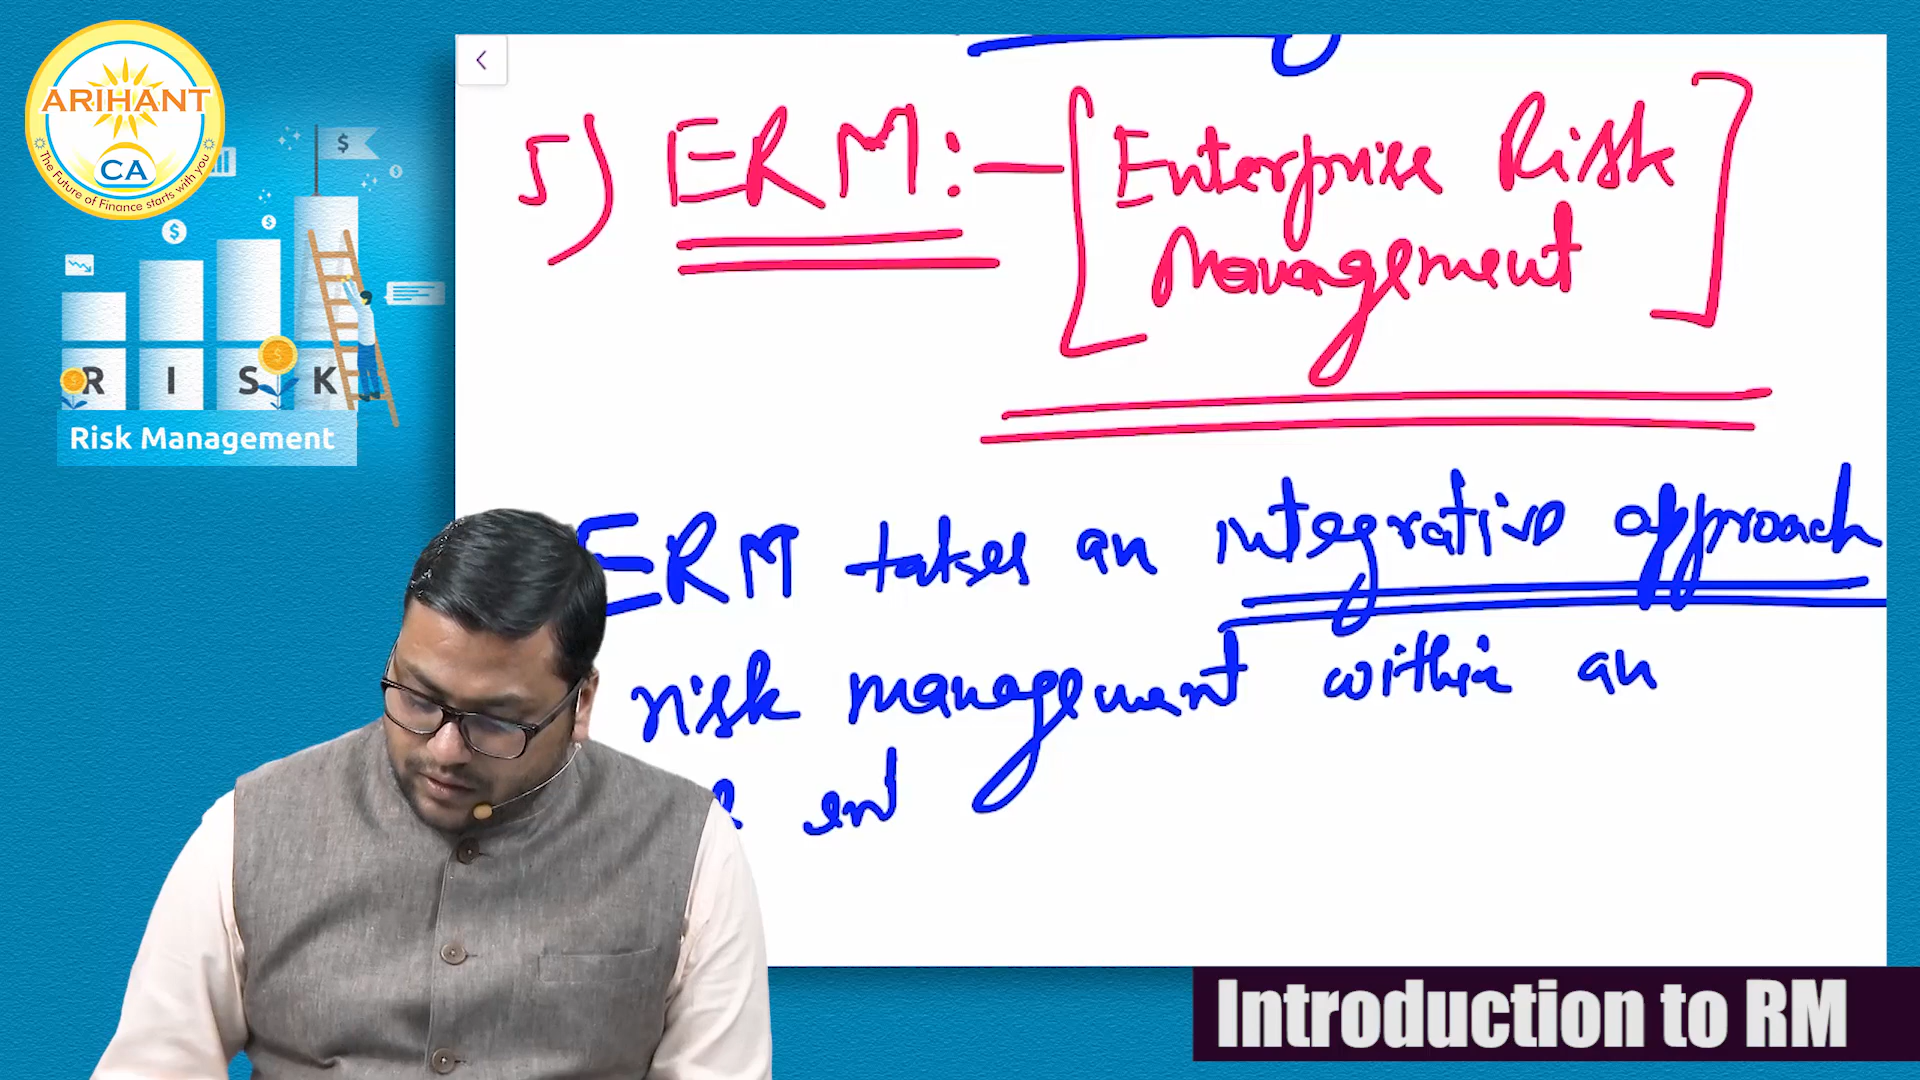 ARIHANT
CA
The Future of Finance starts with you
R I S K
Risk Management
5) ERM:— [Enterprise Risk
Management]
ERM takes an integrative approach
risk management within an
ent
Introduction to RM